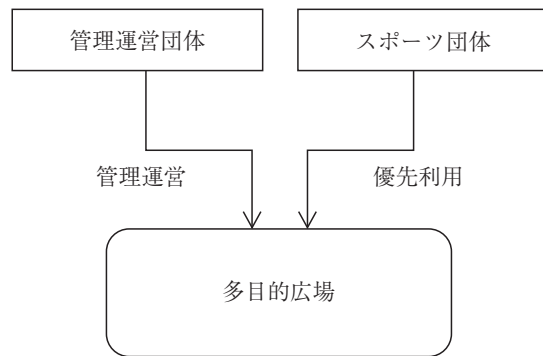 管理運営団体
スポーツ団体
管理運営
優先利用
多目的広場